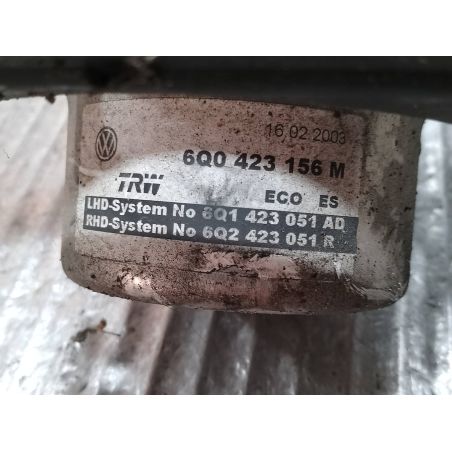 16.02.2003
6Q0 423 156 M
TRW ECO ES
LHD-System No 6Q1 423 051 AD
RHD-System No 6Q2 423 051 R